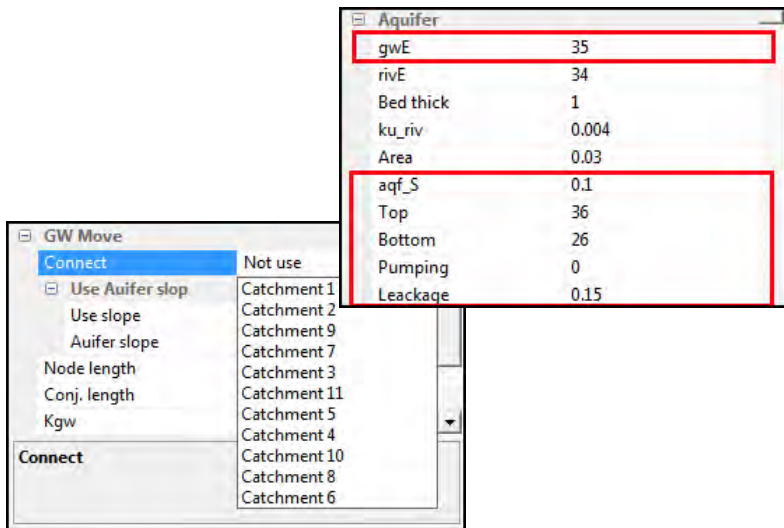 Aquifer
gwE 35
rivE 34
Bed thick 1
ku_riv 0.004
Area 0.03
aqf_S 0.1
Top 36
Bottom 26
Pumping 0
Leackage 0.15
GW Move
Connect Not use
Use Auifer slop Catchment 1
Use slope Catchment 2
Auifer slope Catchment 9
Node length Catchment 7
Conj. length Catchment 3
Kgw Catchment 11
Catchment 5
Catchment 4
Connect Catchment 10
Catchment 8
Catchment 6